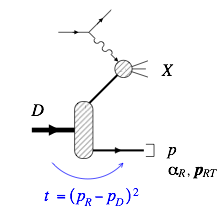 X
D
p
α_R, p_RT
t = (p_R − p_D)²